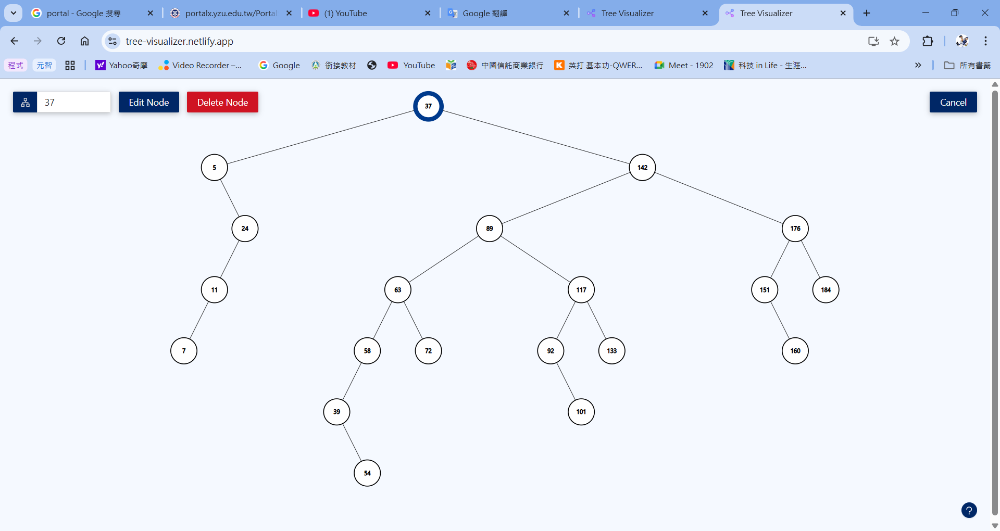 portal - Google 搜尋
portalx.yzu.edu.tw/Portal
(1) YouTube
Google 翻譯
Tree Visualizer
Tree Visualizer
tree-visualizer.netlify.app
程式
元智
Yahoo奇摩
Video Recorder –...
Google
銜接教材
YouTube
中國信託商業銀行
英打 基本功-QWER...
Meet - 1902
科技 in Life - 生涯...
所有書籤
37
Edit Node
Delete Node
Cancel
37
5
142
24
89
176
11
63
117
151
184
7
58
72
92
133
160
39
101
54
?